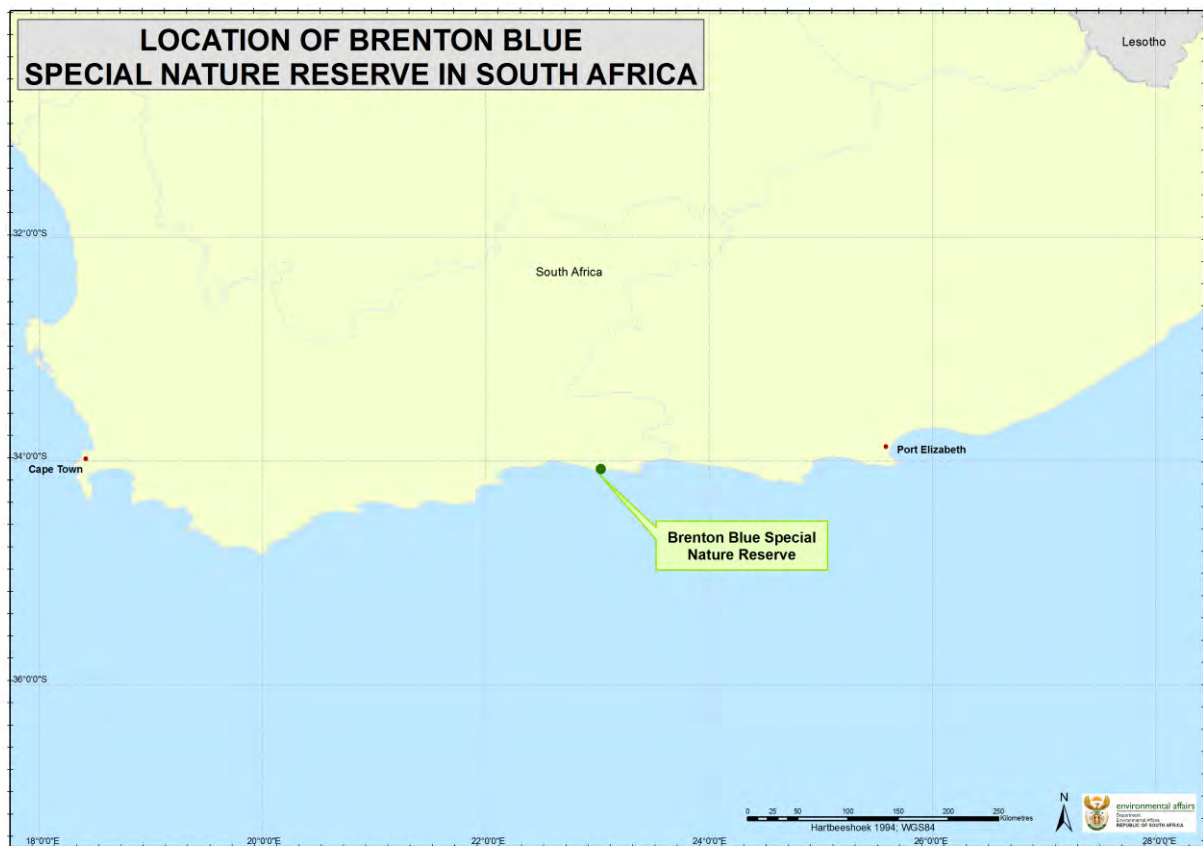 LOCATION OF BRENTON BLUE
SPECIAL NATURE RESERVE IN SOUTH AFRICA
Lesotho
32°0'0"S
South Africa
34°0'0"S
Cape Town
Port Elizabeth
Brenton Blue Special
Nature Reserve
36°0'0"S
N
0 25 50 100 150 200 250
Kilometres
Hartbeeshoek 1994; WGS84
environmental affairs
Department:
Environmental Affairs
REPUBLIC OF SOUTH AFRICA
18°0'0"E 20°0'0"E 22°0'0"E 24°0'0"E 26°0'0"E 28°0'0"E